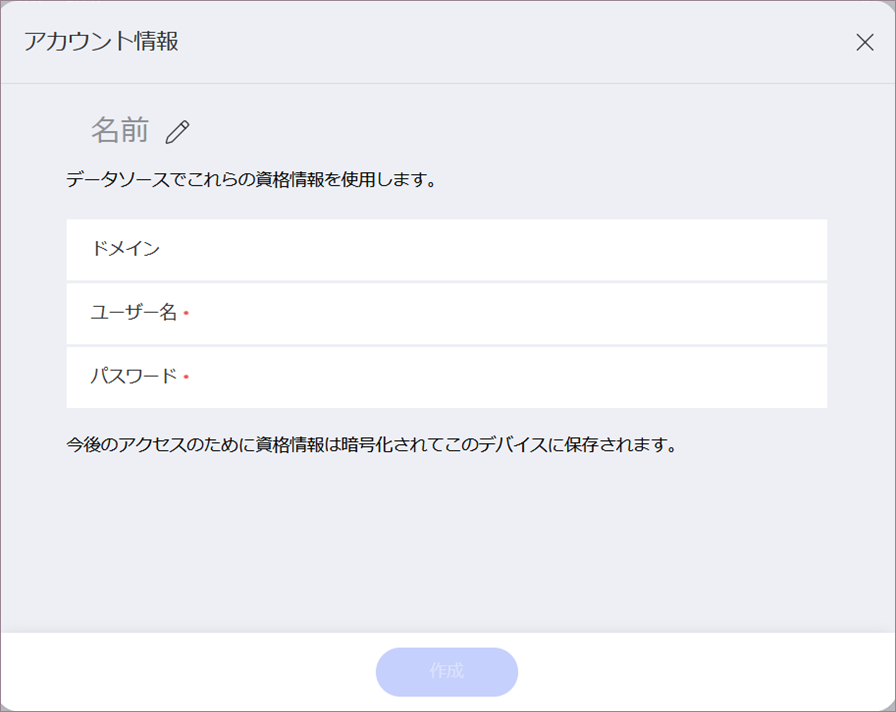 アカウント情報
名前
データソースでこれらの資格情報を使用します。
ドメイン
ユーザー名 •
パスワード •
今後のアクセスのために資格情報は暗号化されてこのデバイスに保存されます。
作成